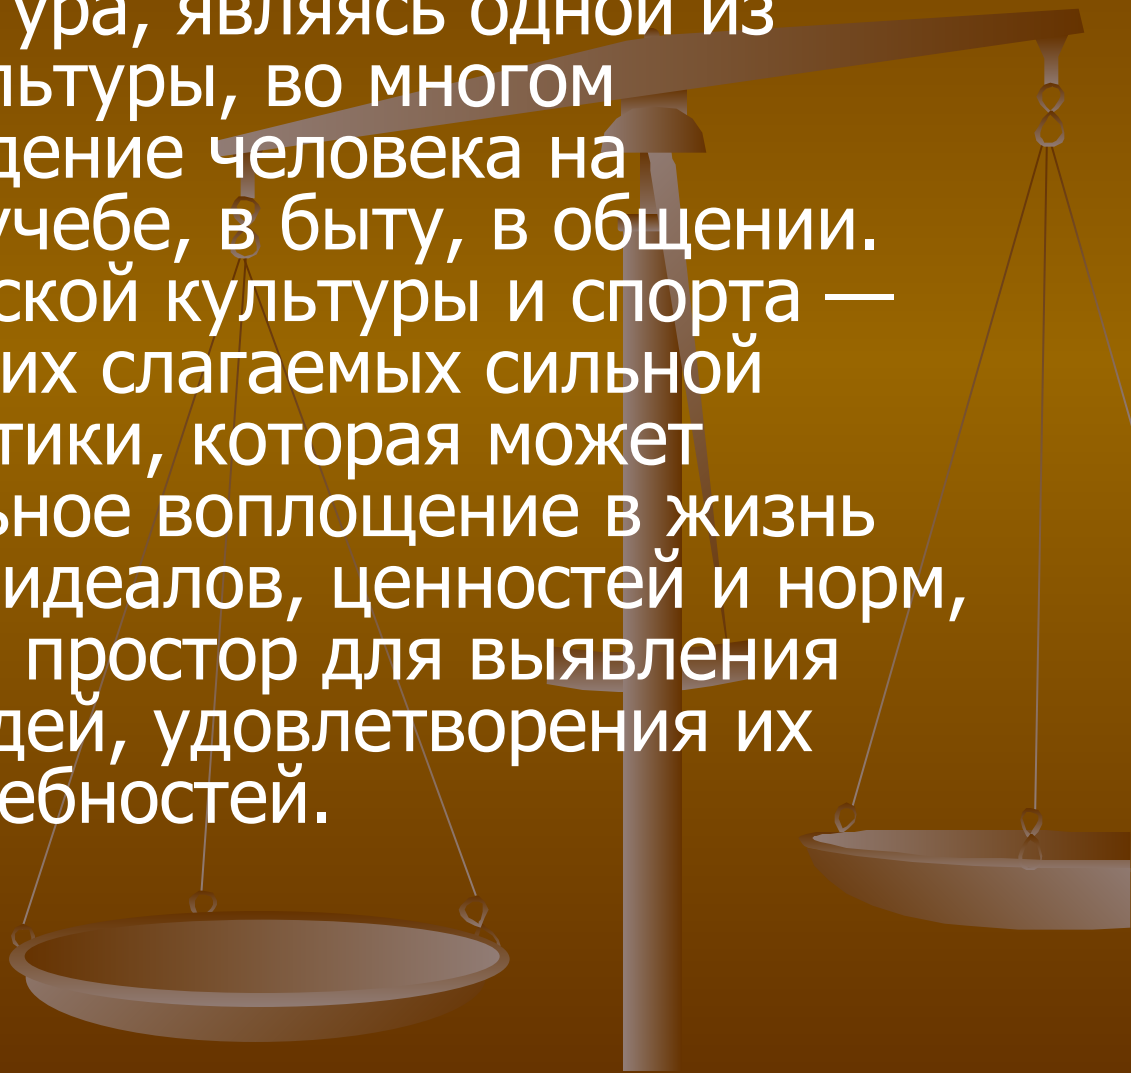 ура, являясь одной из
льтуры, во многом
дение человека на
учебе, в быту, в общении.
ской культуры и спорта —
их слагаемых сильной
тики, которая может
ьное воплощение в жизнь
идеалов, ценностей и норм,
простор для выявления
дей, удовлетворения их
ебностей.